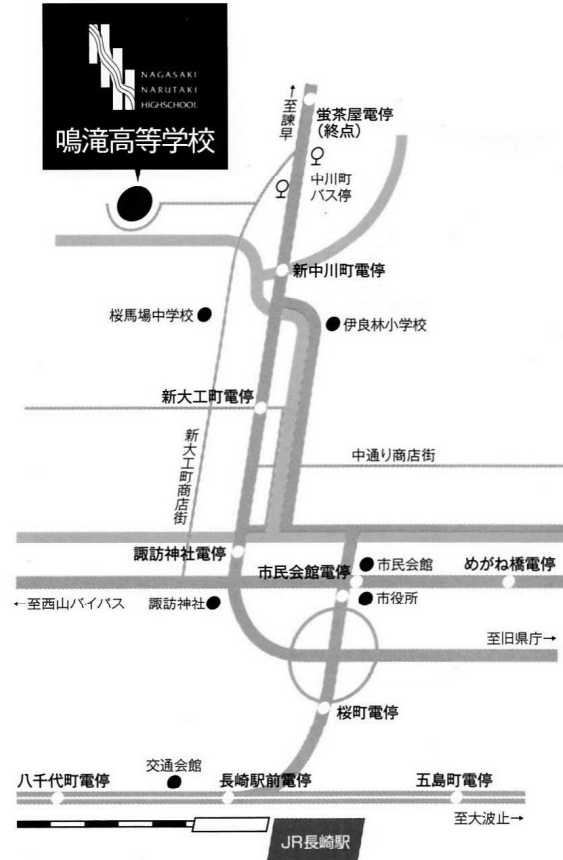 NAGASAKI
NARUTAKI
HIGHSCHOOL
鳴滝高等学校
↑至諫早
蛍茶屋電停
(終点)
中川町
バス停
新中川町電停
桜馬場中学校
伊良林小学校
新大工町電停
新大工町商店街
中通り商店街
諏訪神社電停
市民会館電停
市民会館
めがね橋電停
←至西山バイパス
諏訪神社
市役所
至旧県庁→
桜町電停
交通会館
八千代町電停
長崎駅前電停
五島町電停
至大波止→
JR長崎駅